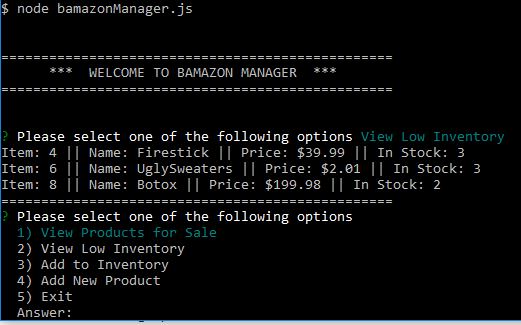 $ node bamazonManager.js
=================================================
*** WELCOME TO BAMAZON MANAGER ***
=================================================
? Please select one of the following options View Low Inventory
Item: 4 || Name: Firestick || Price: $39.99 || In Stock: 3
Item: 6 || Name: UglySweaters || Price: $2.01 || In Stock: 3
Item: 8 || Name: Botox || Price: $199.98 || In Stock: 2
=================================================
? Please select one of the following options
1) View Products for Sale
2) View Low Inventory
3) Add to Inventory
4) Add New Product
5) Exit
Answer: